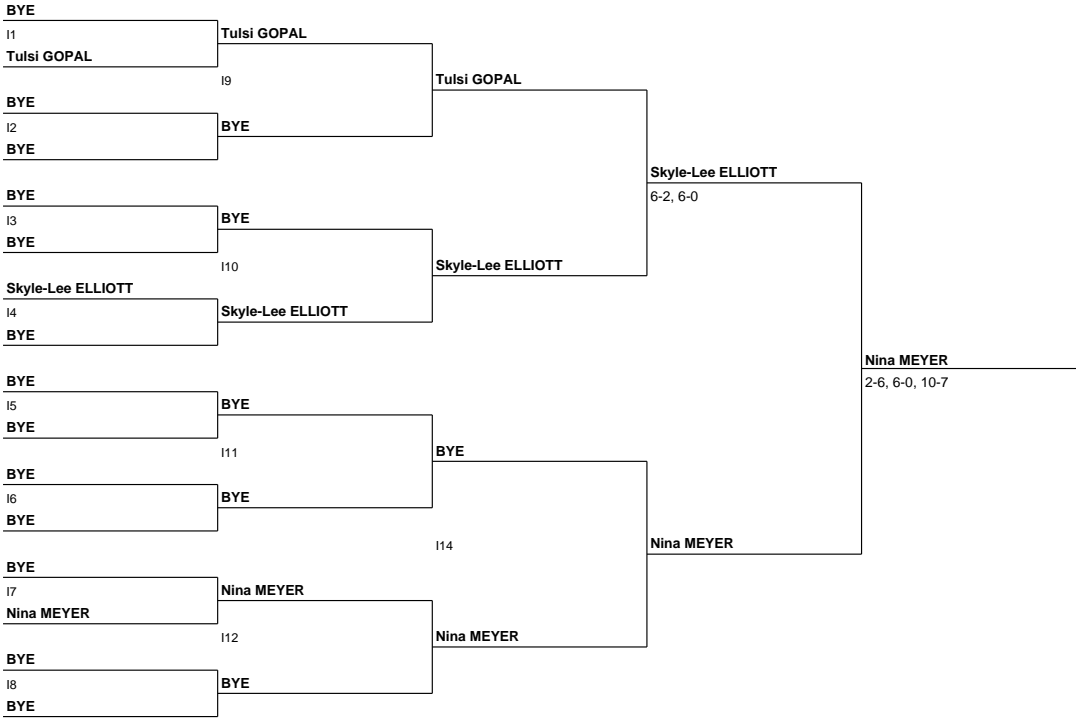 BYE
I1
Tulsi GOPAL
BYE
I2
BYE
BYE
I3
BYE
Skyle-Lee ELLIOTT
I4
BYE
BYE
I5
BYE
BYE
I6
BYE
BYE
I7
Nina MEYER
BYE
I8
BYE
Tulsi GOPAL
I9
BYE
BYE
I10
Skyle-Lee ELLIOTT
BYE
I11
BYE
Nina MEYER
I12
BYE
Tulsi GOPAL
Skyle-Lee ELLIOTT
BYE
I14
Nina MEYER
Skyle-Lee ELLIOTT
6-2, 6-0
Nina MEYER
Nina MEYER
2-6, 6-0, 10-7